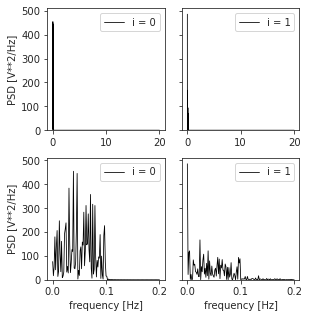 PSD [V**2/Hz]
500
400
300
200
100
0
i = 0
i = 1
0 10 20
0 10 20
PSD [V**2/Hz]
500
400
300
200
100
0
i = 0
i = 1
0.0 0.1 0.2
0.0 0.1 0.2
frequency [Hz]
frequency [Hz]